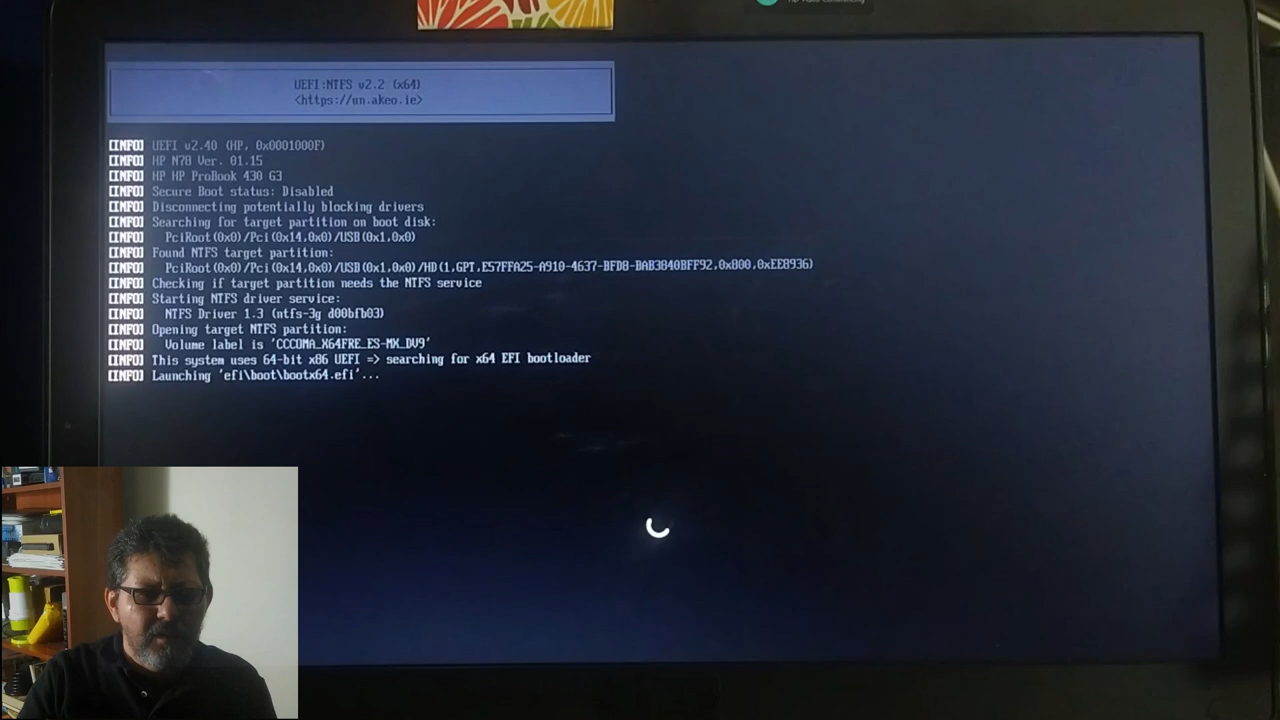 UEFI:NTFS v2.2 (x64)
<https://un.akeo.ie>
[INFO] UEFI v2.40 (HP, 0x0001000F)
[INFO] HP N78 Ver. 01.15
[INFO] HP HP ProBook 430 G3
[INFO] Secure Boot status: Disabled
[INFO] Disconnecting potentially blocking drivers
[INFO] Searching for target partition on boot disk:
PciRoot(0x0)/Pci(0x14,0x0)/USB(0x1,0x0)
[INFO] Found NTFS target partition:
PciRoot(0x0)/Pci(0x14,0x0)/USB(0x1,0x0)/HD(1,GPT,E57FFA25-A910-4637-BFD8-DAB3840BFF92,0x800,0xEE8936)
[INFO] Checking if target partition needs the NTFS service
[INFO] Starting NTFS driver service:
NTFS Driver 1.3 (ntfs-3g d00bfb03)
[INFO] Opening target NTFS partition:
Volume label is 'CCCOMA_X64FRE_ES-MX_DV9'
[INFO] This system uses 64-bit x86 UEFI => searching for x64 EFI bootloader
[INFO] Launching 'efi\boot\bootx64.efi'...